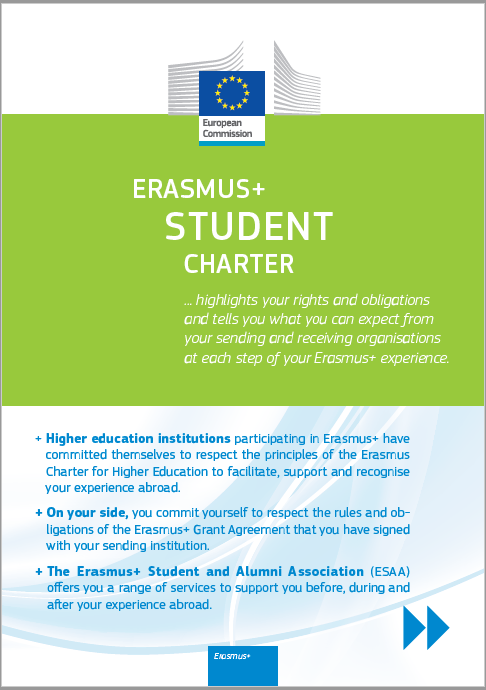 European
Commission
ERASMUS+
STUDENT
CHARTER
... highlights your rights and obligations
and tells you what you can expect from
your sending and receiving organisations
at each step of your Erasmus+ experience.
+ Higher education institutions participating in Erasmus+ have
committed themselves to respect the principles of the Erasmus
Charter for Higher Education to facilitate, support and recognise
your experience abroad.
+ On your side, you commit yourself to respect the rules and ob-
ligations of the Erasmus+ Grant Agreement that you have signed
with your sending institution.
+ The Erasmus+ Student and Alumni Association (ESAA)
offers you a range of services to support you before, during and
after your experience abroad.
Erasmus+